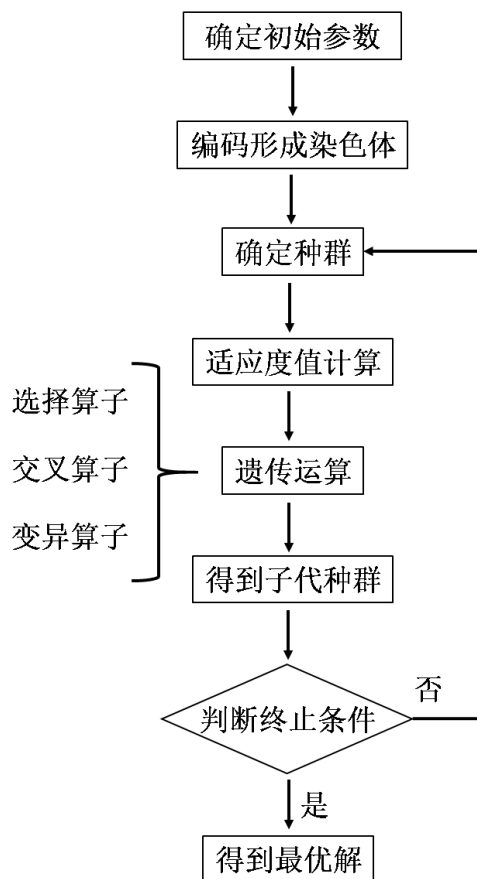 确定初始参数
编码形成染色体
确定种群
适应度值计算
选择算子
交叉算子
遗传运算
变异算子
得到子代种群
判断终止条件
否
是
得到最优解